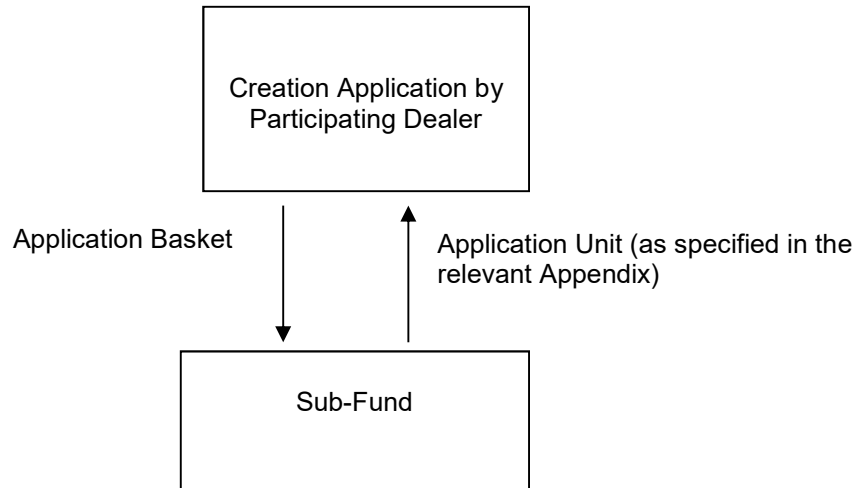 Creation Application by
Participating Dealer
Application Basket
Application Unit (as specified in the
relevant Appendix)
Sub-Fund